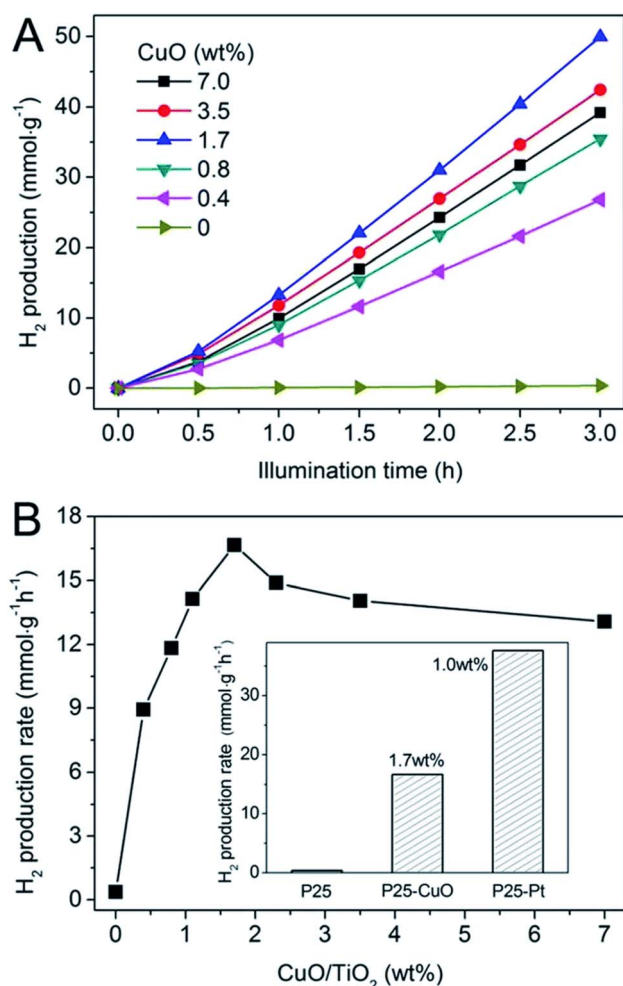 A
CuO (wt%)
7.0
3.5
1.7
0.8
0.4
0
50
40
30
20
10
0
H₂ production (mmol·g⁻¹)
0.0 0.5 1.0 1.5 2.0 2.5 3.0
Illumination time (h)
B
18
15
12
9
6
3
0
H₂ production rate (mmol·g⁻¹h⁻¹)
0 1 2 3 4 5 6 7
CuO/TiO₂ (wt%)
30
20
10
0
H₂ production rate (mmol·g⁻¹h⁻¹)
1.0wt%
1.7wt%
P25 P25-CuO P25-Pt